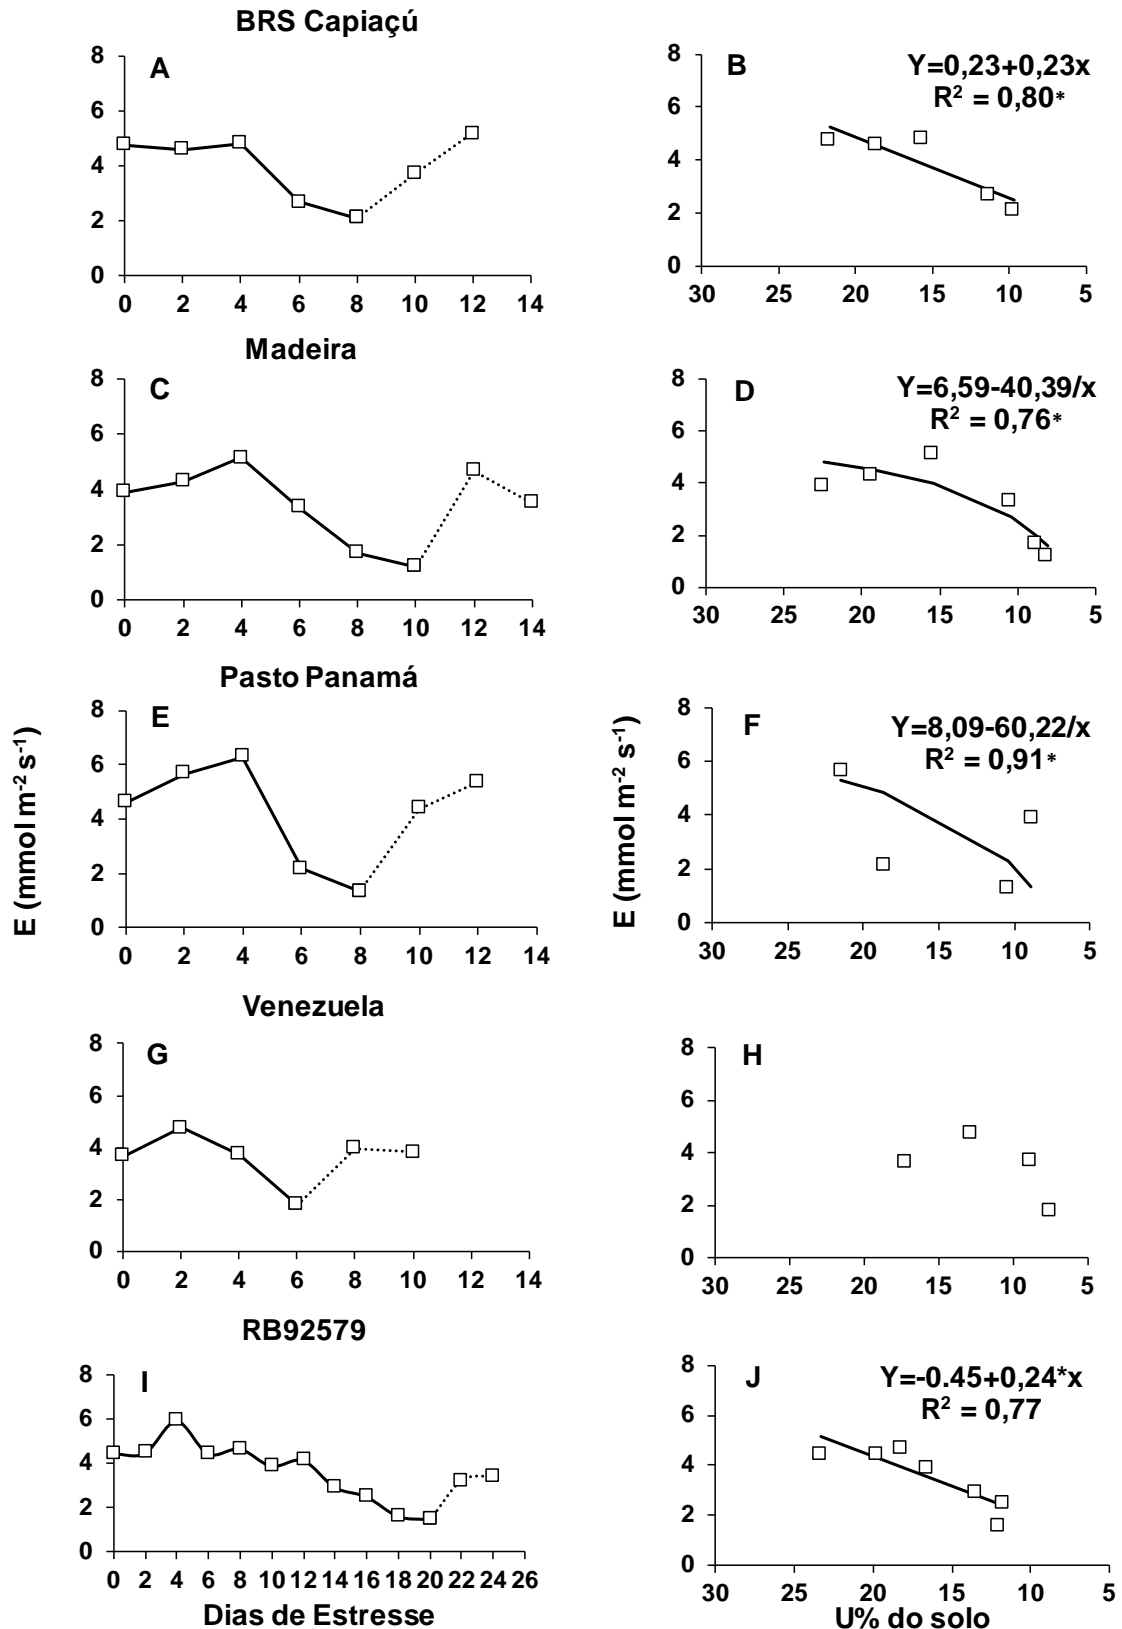 BRS Capiaçú
A
8
6
4
2
0
0 2 4 6 8 10 12 14
B
Y=0,23+0,23x
R² = 0,80*
8
6
4
2
0
30 25 20 15 10 5
Madeira
C
8
6
4
2
0
0 2 4 6 8 10 12 14
D
Y=6,59-40,39/x
R² = 0,76*
8
6
4
2
0
30 25 20 15 10 5
Pasto Panamá
E (mmol m⁻² s⁻¹)
E
8
6
4
2
0
0 2 4 6 8 10 12 14
E (mmol m⁻² s⁻¹)
F
Y=8,09-60,22/x
R² = 0,91*
8
6
4
2
0
30 25 20 15 10 5
Venezuela
G
8
6
4
2
0
0 2 4 6 8 10 12 14
H
8
6
4
2
0
30 25 20 15 10 5
RB92579
I
8
6
4
2
0
0 2 4 6 8 10 12 14 16 18 20 22 24 26
Dias de Estresse
J
Y=-0.45+0,24*x
R² = 0,77
8
6
4
2
0
30 25 20 15 10 5
U% do solo